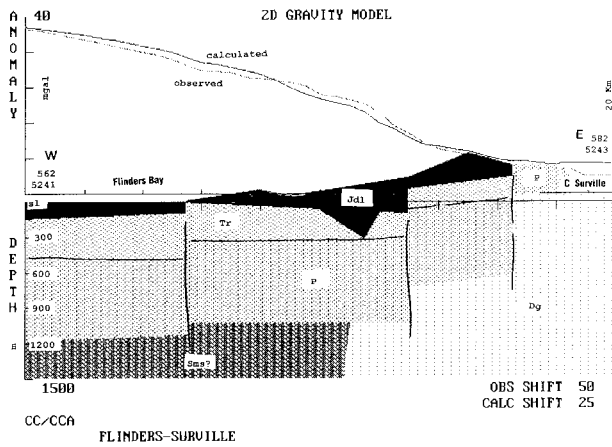 2D GRAVITY MODEL
ANOMALY
40
mgal
calculated
observed
20 Km
W
562
5241
Flinders Bay
E 582
5243
P
C. Surville
Jdl
sl
Tr
DEPTH
m
300
600
900
1200
1500
P
Dg
Sms?
OBS SHIFT 50
CALC SHIFT 25
CC/CCA
FLINDERS-SURVILLE